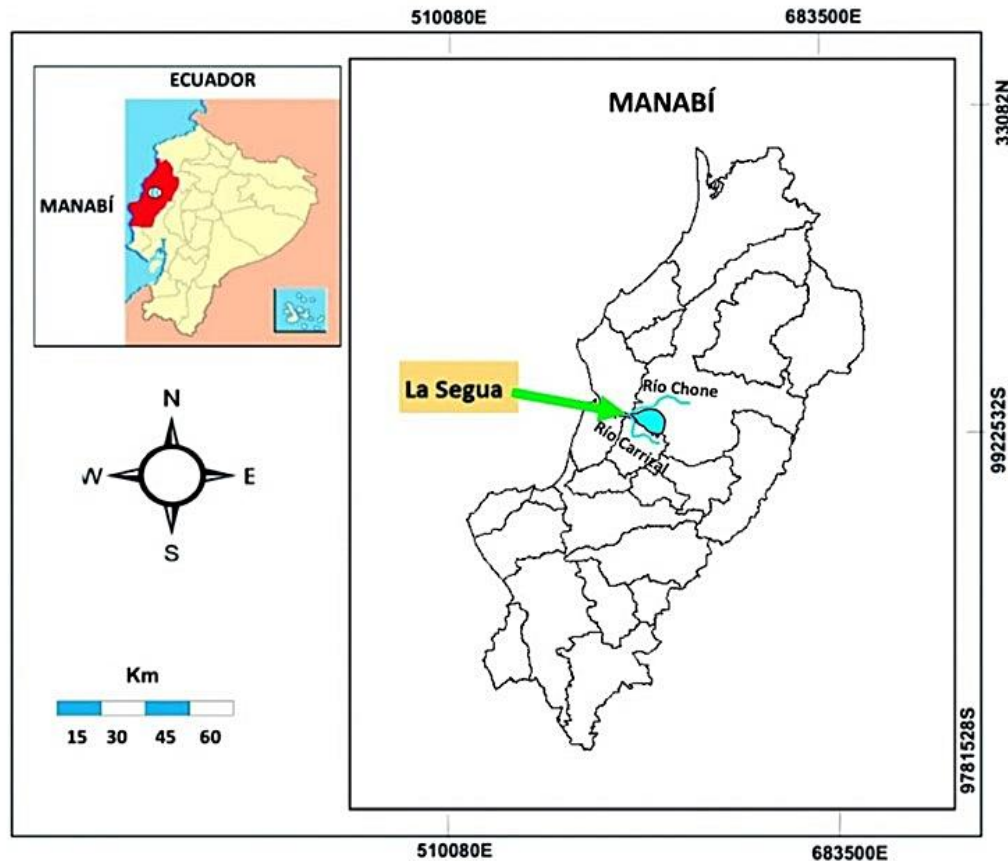 510080E
683500E
ECUADOR
MANABÍ
MANABÍ
33082N
La Segua
Río Chone
Río Carrizal
9922532S
N
W
E
S
Km
15 30 45 60
9781528S
510080E
683500E